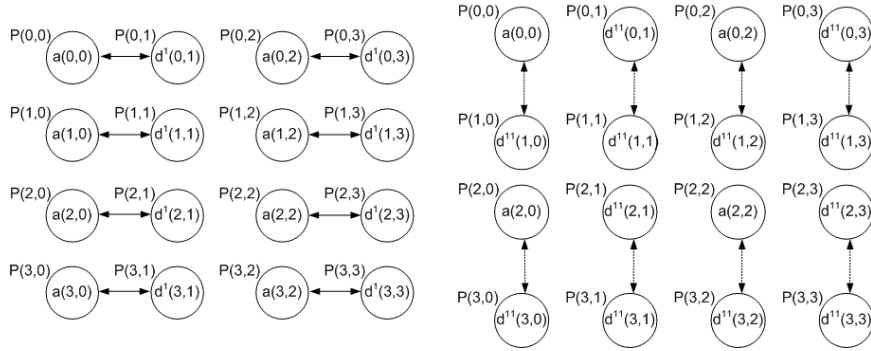 P(0,0) P(0,1) P(0,2) P(0,3)
a(0,0) d¹(0,1) a(0,2) d¹(0,3)
P(1,0) P(1,1) P(1,2) P(1,3)
a(1,0) d¹(1,1) a(1,2) d¹(1,3)
P(2,0) P(2,1) P(2,2) P(2,3)
a(2,0) d¹(2,1) a(2,2) d¹(2,3)
P(3,0) P(3,1) P(3,2) P(3,3)
a(3,0) d¹(3,1) a(3,2) d¹(3,3)
P(0,0) P(0,1) P(0,2) P(0,3)
a(0,0) d¹¹(0,1) a(0,2) d¹¹(0,3)
P(1,0) P(1,1) P(1,2) P(1,3)
d¹¹(1,0) d¹¹(1,1) d¹¹(1,2) d¹¹(1,3)
P(2,0) P(2,1) P(2,2) P(2,3)
a(2,0) d¹¹(2,1) a(2,2) d¹¹(2,3)
P(3,0) P(3,1) P(3,2) P(3,3)
d¹¹(3,0) d¹¹(3,1) d¹¹(3,2) d¹¹(3,3)